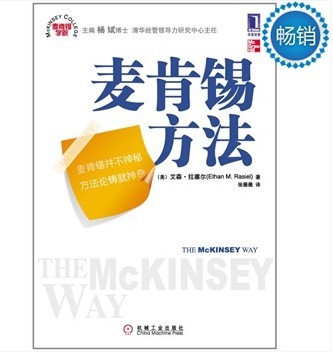 McKINSEY COLLEGE
麦肯锡学院
主编 杨斌博士 清华经管领导力研究中心主任
畅销
麦肯锡
方法
麦肯锡并不神秘
方法论铸就神奇
（美）艾森·拉塞尔(Ethan M. Rasiel) 著
张薇薇 译
THE McKINSEY WAY
THE
McKINSEY
WAY
机械工业出版社